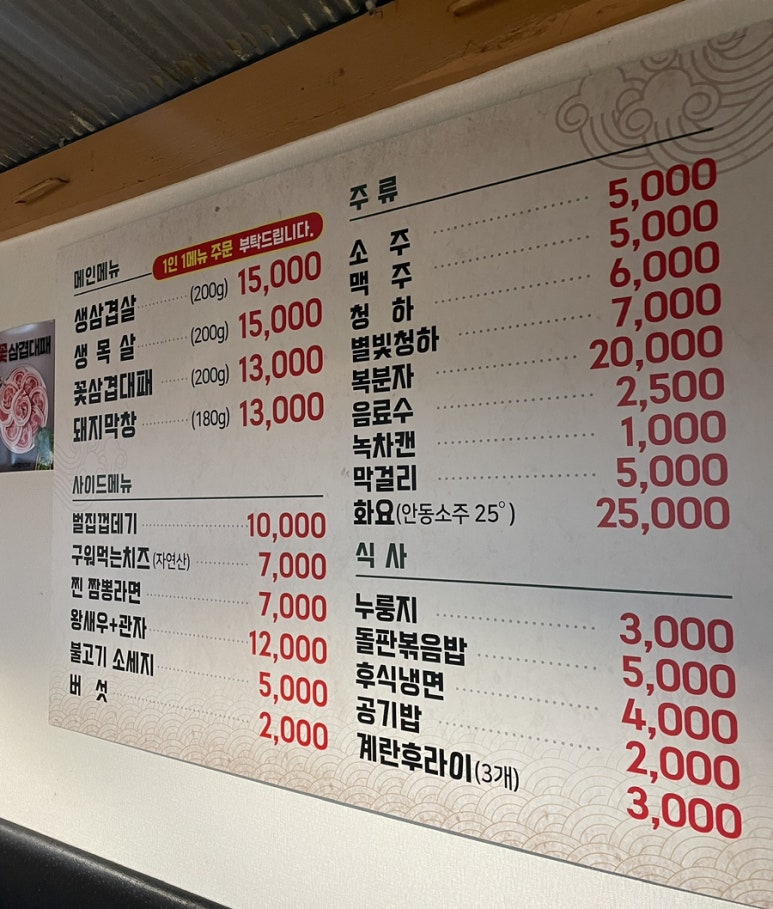 메인메뉴 1인 1메뉴 주문 부탁드립니다.
생삼겹살 (200g) 15,000
생 목 살 (200g) 15,000
꽃삼겹대패 (200g) 13,000
돼지막창 (180g) 13,000
사이드메뉴
벌집껍데기 10,000
구워먹는치즈(자연산) 7,000
찐 짬뽕라면 7,000
왕새우+관자 12,000
불고기 소세지 5,000
버 섯 2,000
주 류
소 주 5,000
맥 주 5,000
청 하 6,000
별빛청하 7,000
복분자 20,000
음료수 2,500
녹차캔 1,000
막걸리 5,000
화요(안동소주 25°) 25,000
식 사
누룽지 3,000
돌판볶음밥 5,000
후식냉면 4,000
공기밥 2,000
계란후라이(3개) 3,000
꽃삼겹대패